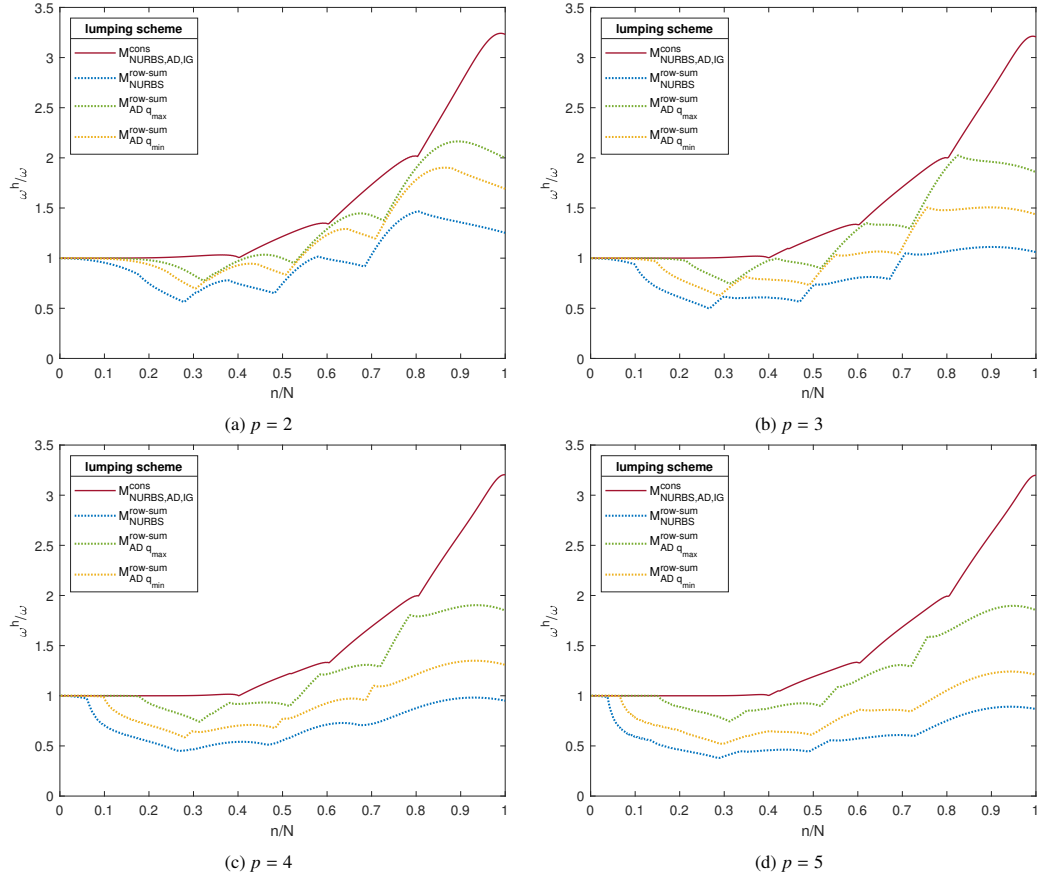 3.5
3
2.5
2
1.5
1
0.5
0
ω^h/ω
lumping scheme
M^cons_NURBS,AD,IG
M^row-sum_NURBS
M^row-sum_AD q_max
M^row-sum_AD q_min
0 0.1 0.2 0.3 0.4 0.5 0.6 0.7 0.8 0.9 1
n/N
(a) p = 2
3.5
3
2.5
2
1.5
1
0.5
0
ω^h/ω
lumping scheme
M^cons_NURBS,AD,IG
M^row-sum_NURBS
M^row-sum_AD q_max
M^row-sum_AD q_min
0 0.1 0.2 0.3 0.4 0.5 0.6 0.7 0.8 0.9 1
n/N
(b) p = 3
3.5
3
2.5
2
1.5
1
0.5
0
ω^h/ω
lumping scheme
M^cons_NURBS,AD,IG
M^row-sum_NURBS
M^row-sum_AD q_max
M^row-sum_AD q_min
0 0.1 0.2 0.3 0.4 0.5 0.6 0.7 0.8 0.9 1
n/N
(c) p = 4
3.5
3
2.5
2
1.5
1
0.5
0
ω^h/ω
lumping scheme
M^cons_NURBS,AD,IG
M^row-sum_NURBS
M^row-sum_AD q_max
M^row-sum_AD q_min
0 0.1 0.2 0.3 0.4 0.5 0.6 0.7 0.8 0.9 1
n/N
(d) p = 5